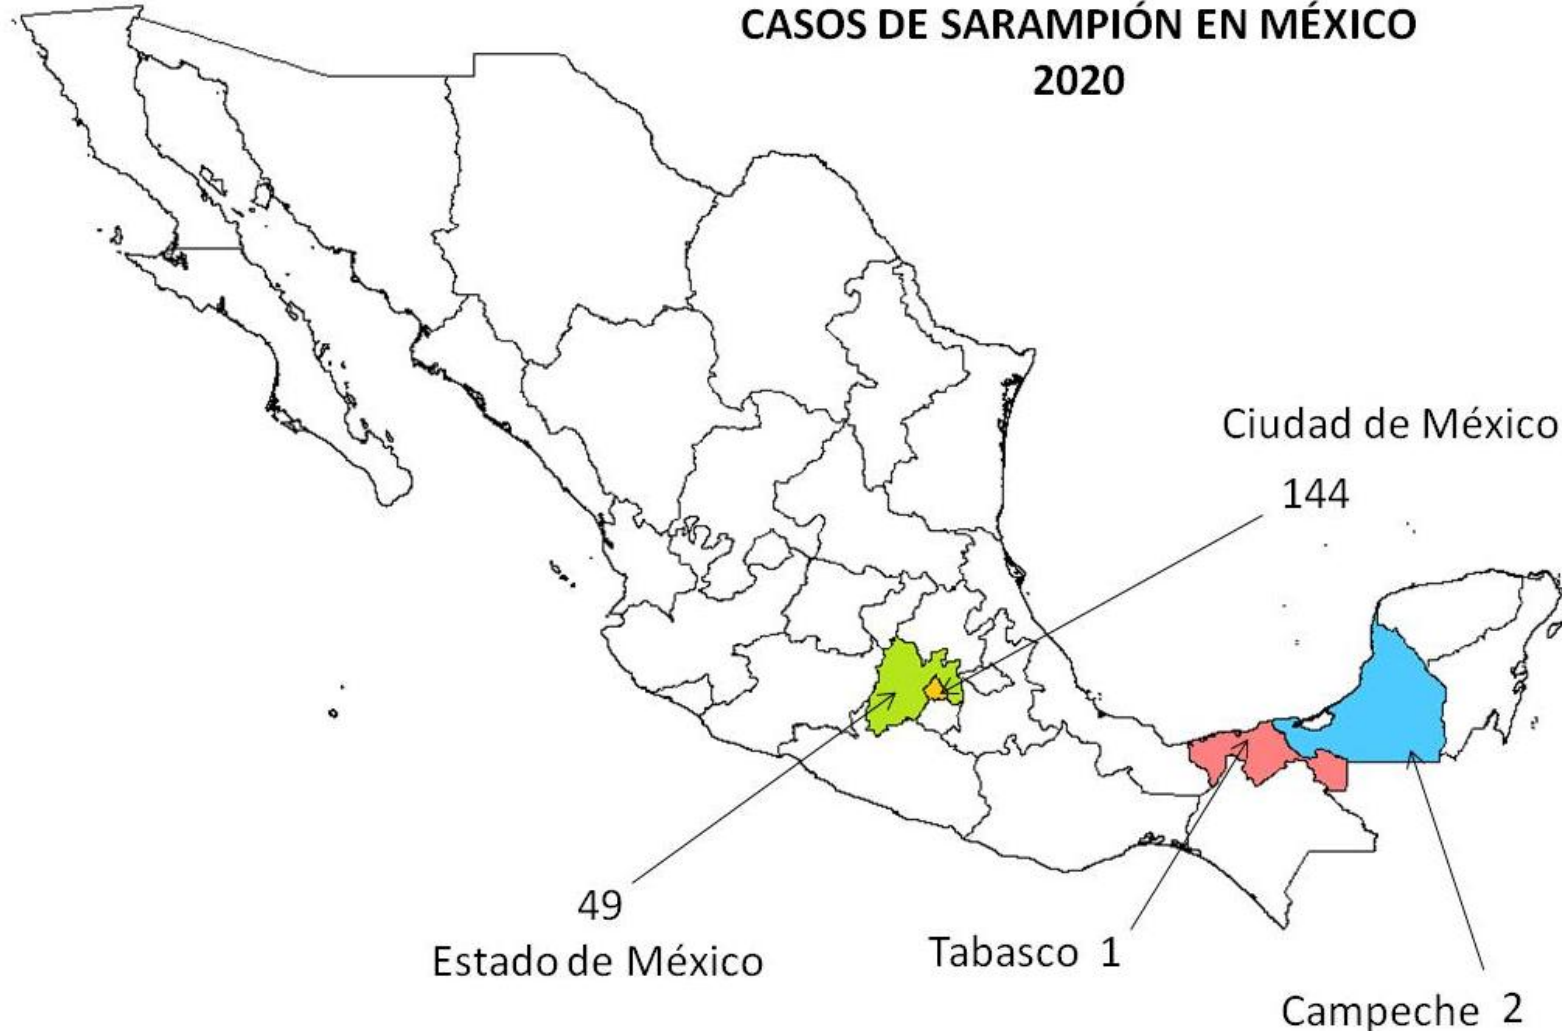 CASOS DE SARAMPIÓN EN MÉXICO
2020
Ciudad de México
144
49
Estado de México
Tabasco 1
Campeche 2